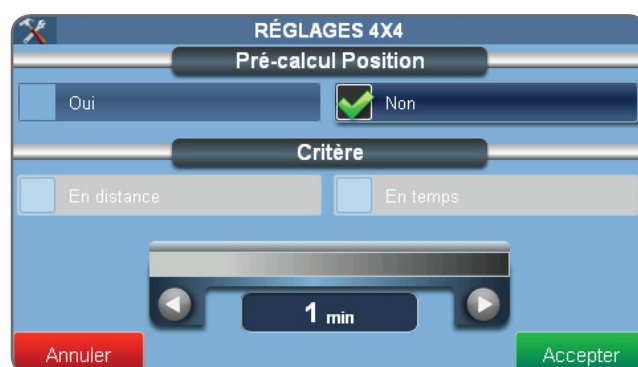 RÉGLAGES 4X4
Pré-calcul Position
Oui
Non
Critère
En distance
En temps
1 min
Annuler
Accepter